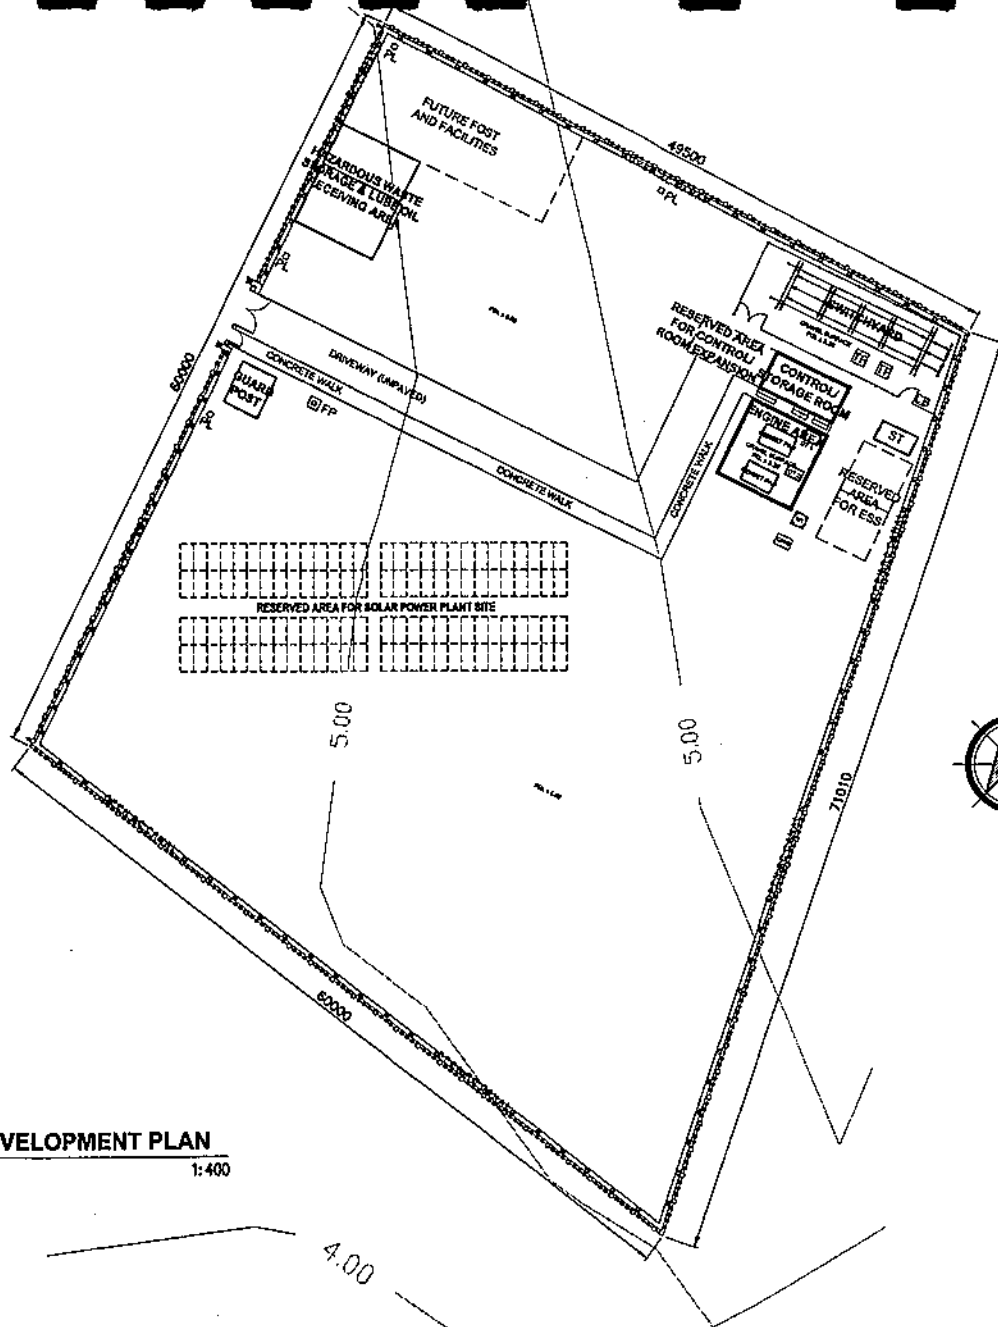 PL
FUTURE FOST
AND FACILITIES
49500
PL
HAZARDOUS WASTE
STORAGE & LUBE OIL
RECEIVING AREA
PL
SWITCHYARD
RESERVED AREA
FOR CONTROL/
ROOM EXPANSION
CONTROL/
STORAGE ROOM
60000
DRIVEWAY (UNPAVED)
CONCRETE WALK
GUARD
POST
FP
PL
ENGINE AREA
ST
RESERVED
AREA
FOR ESS
CONCRETE WALK
CONCRETE WALK
RESERVED AREA FOR SOLAR POWER PLANT SITE
5.00
5.00
71010
60000
VELOPMENT PLAN
1:400
4.00